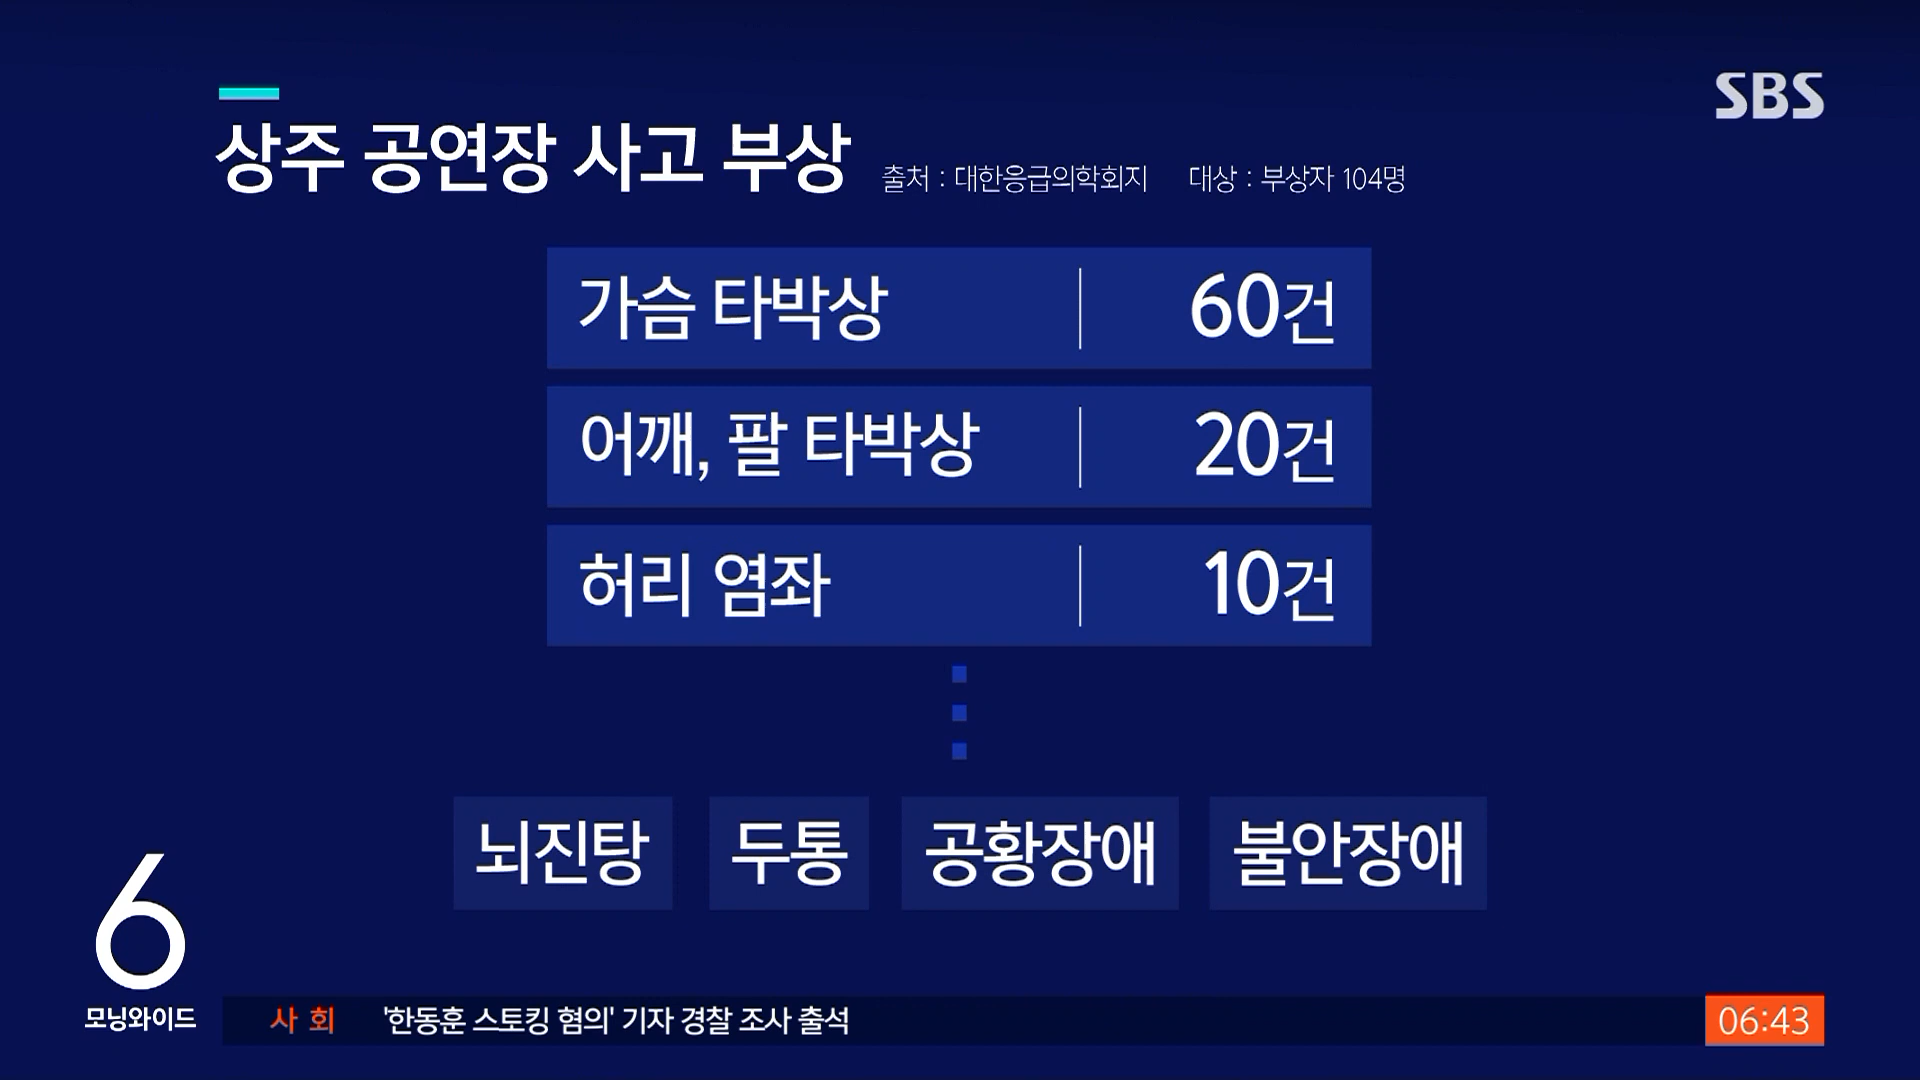 SBS
상주 공연장 사고 부상 출처 : 대한응급의학회지 대상 : 부상자 104명
가슴 타박상 60건
어깨, 팔 타박상 20건
허리 염좌 10건
뇌진탕 두통 공황장애 불안장애
6
모닝와이드
사회 '한동훈 스토킹 혐의' 기자 경찰 조사 출석 06:43